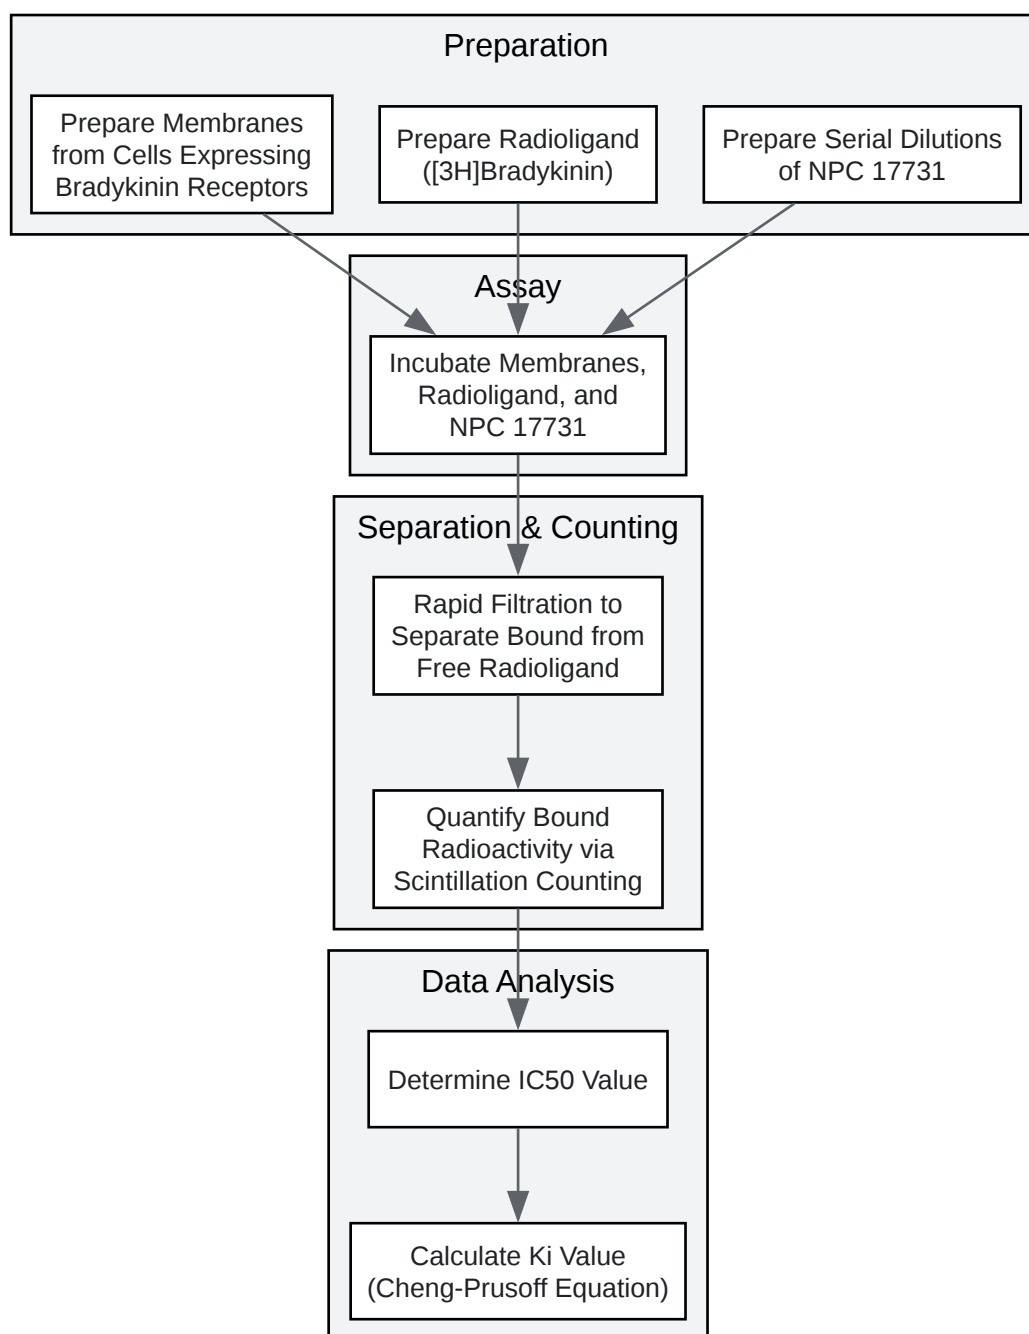 Preparation
Prepare Membranes
from Cells Expressing
Bradykinin Receptors
Prepare Radioligand
([3H]Bradykinin)
Prepare Serial Dilutions
of NPC 17731
Assay
Incubate Membranes,
Radioligand, and
NPC 17731
Separation & Counting
Rapid Filtration to
Separate Bound from
Free Radioligand
Quantify Bound
Radioactivity via
Scintillation Counting
Data Analysis
Determine IC50 Value
Calculate Ki Value
(Cheng-Prusoff Equation)